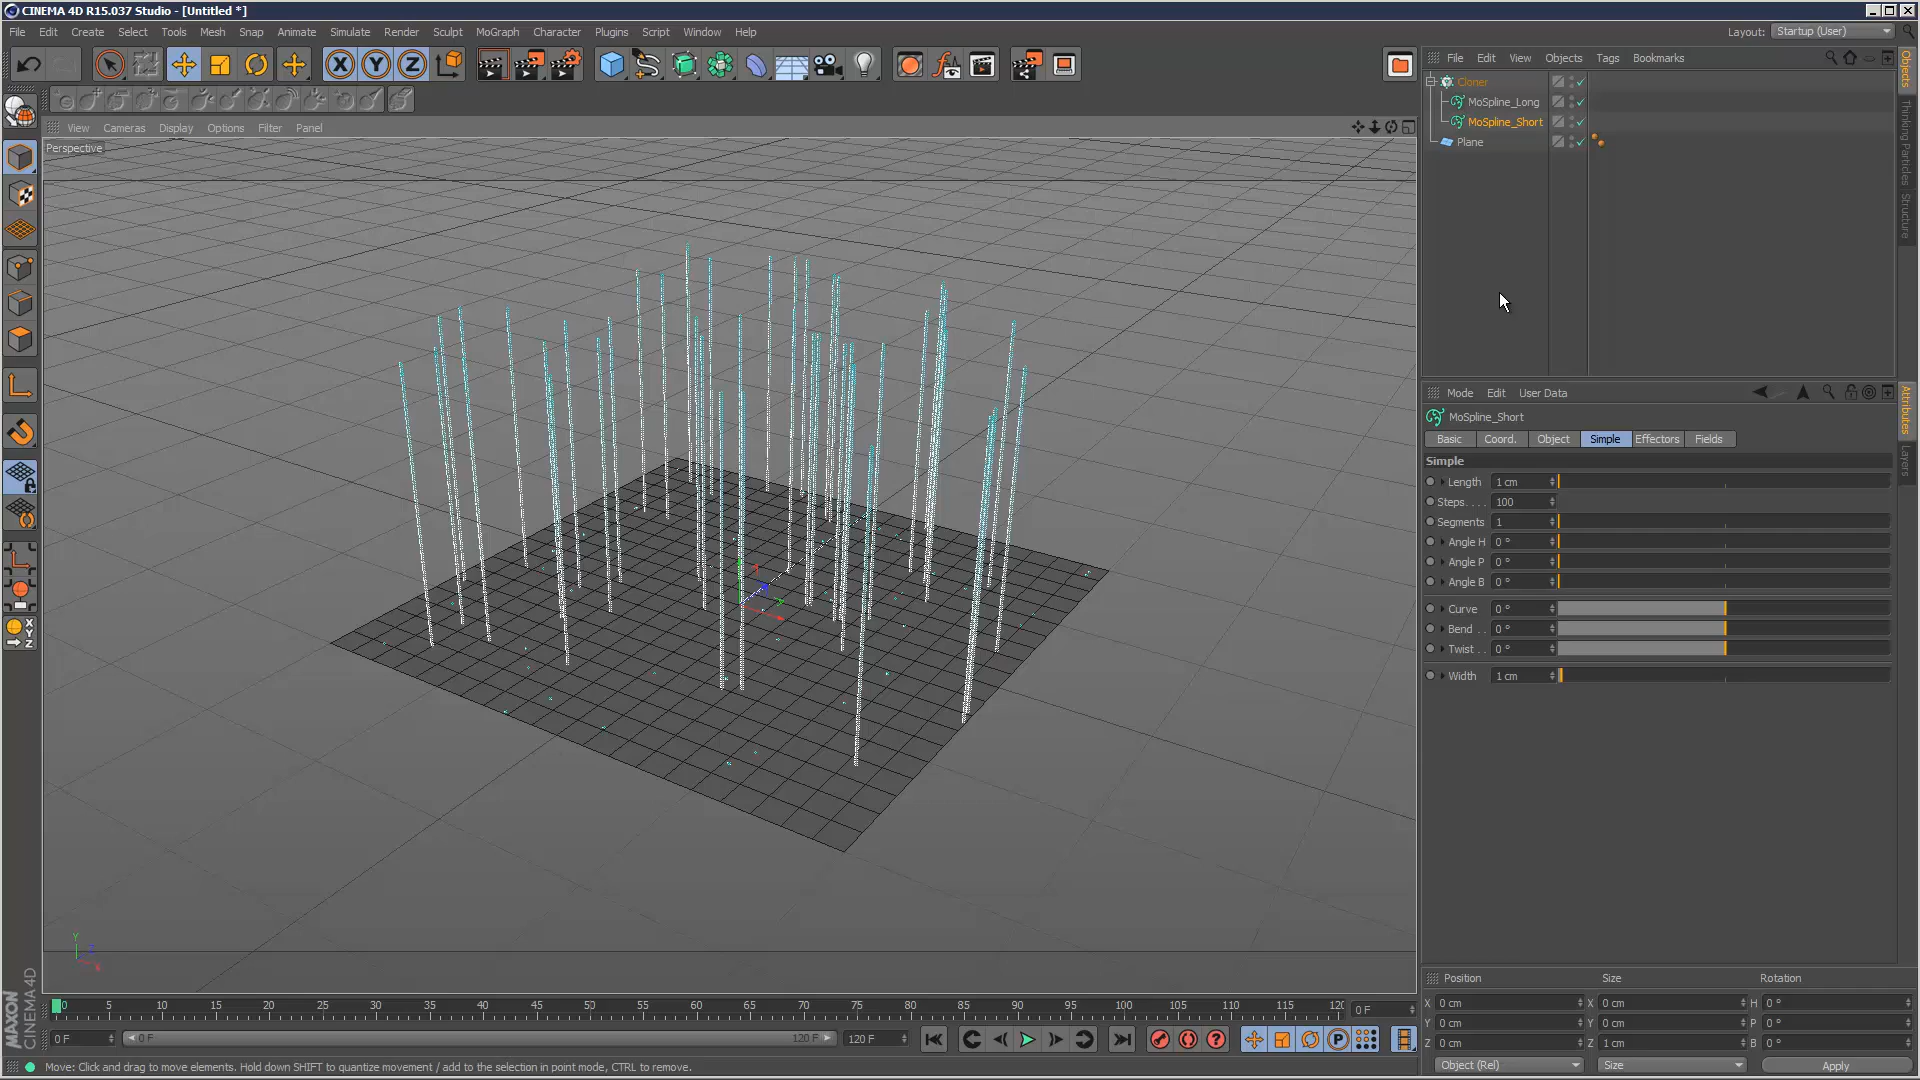 CINEMA 4D R15.037 Studio - [Untitled *]
File Edit Create Select Tools Mesh Snap Animate Simulate Render Sculpt MoGraph Character Plugins Script Window Help
Layout: Startup (User)
File Edit View Objects Tags Bookmarks
Cloner
MoSpline_Long
MoSpline_Short
Plane
Objects
Thinking Particles
Structure
View Cameras Display Options Filter Panel
Perspective
X Y Z
Mode Edit User Data
MoSpline_Short
Basic Coord. Object Simple Effectors Fields
Attributes
Layers
Simple
Length 1 cm
Steps.... 100
Segments 1
Angle H 0 °
Angle P 0 °
Angle B 0 °
Curve 0 °
Bend .. 0 °
Twist .. 0 °
Width 1 cm
X
Y
Z
Y
Z
X
MAXON
CINEMA 4D
0 5 10 15 20 25 30 35 40 45 50 55 60 65 70 75 80 85 90 95 100 105 110 115 120
0 F
0 F 0 F 120 F 120 F
P
Position Size Rotation
X 0 cm X 0 cm H 0 °
Y 0 cm Y 0 cm P 0 °
Z 0 cm Z 1 cm B 0 °
Object (Rel) Size Apply
Move: Click and drag to move elements. Hold down SHIFT to quantize movement / add to the selection in point mode, CTRL to remove.